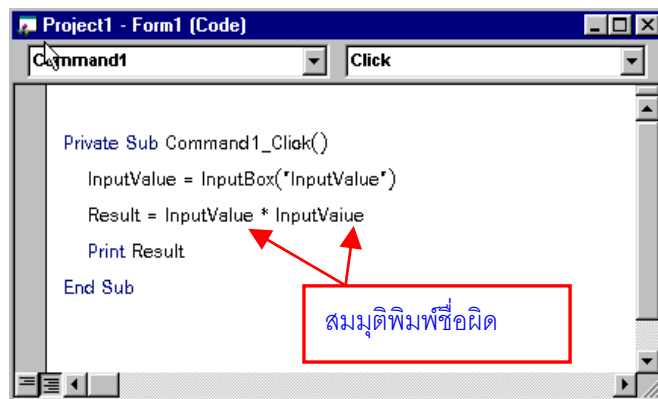 Project1 - Form1 (Code)
Command1
Click
Private Sub Command1_Click()
InputValue = InputBox("InputValue")
Result = InputValue * InputVaiue
Print Result
End Sub
สมมุติพิมพ์ชื่อผิด